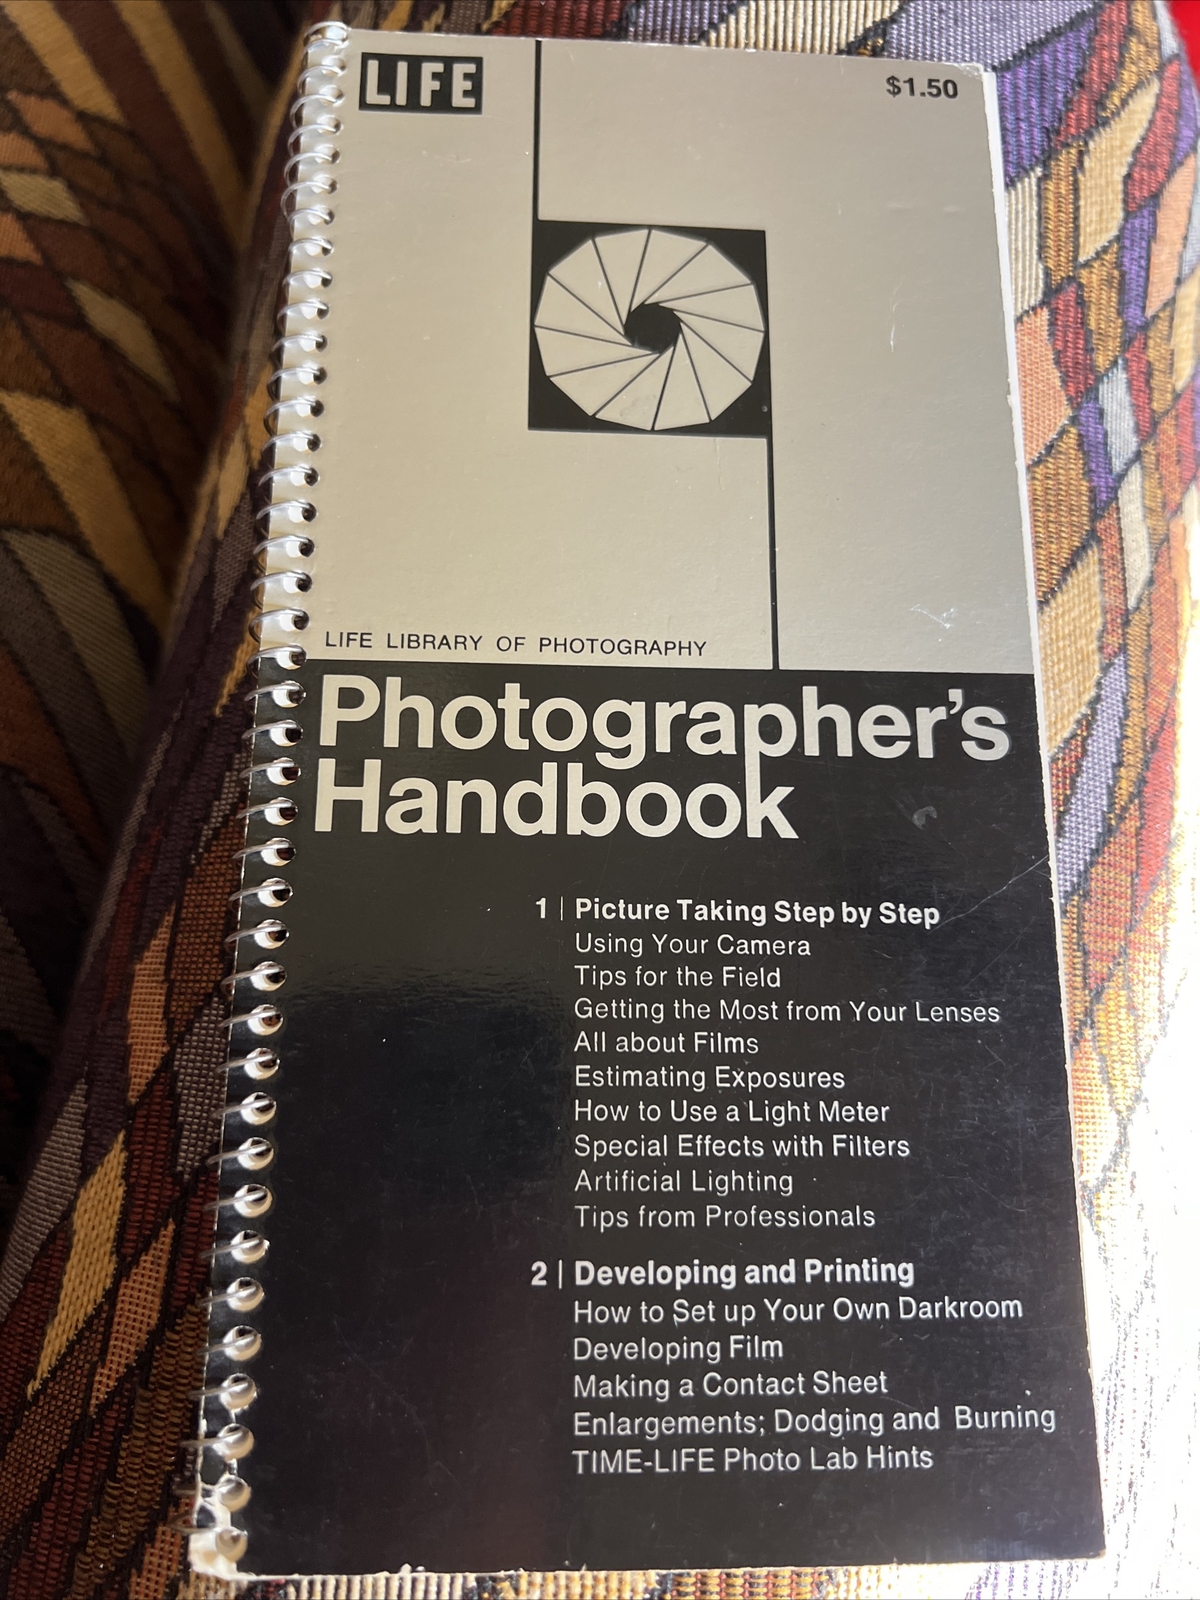 LIFE
$1.50
LIFE LIBRARY OF PHOTOGRAPHY
Photographer's
Handbook
1 | Picture Taking Step by Step
Using Your Camera
Tips for the Field
Getting the Most from Your Lenses
All about Films
Estimating Exposures
How to Use a Light Meter
Special Effects with Filters
Artificial Lighting
Tips from Professionals
2 | Developing and Printing
How to Set up Your Own Darkroom
Developing Film
Making a Contact Sheet
Enlargements; Dodging and Burning
TIME-LIFE Photo Lab Hints